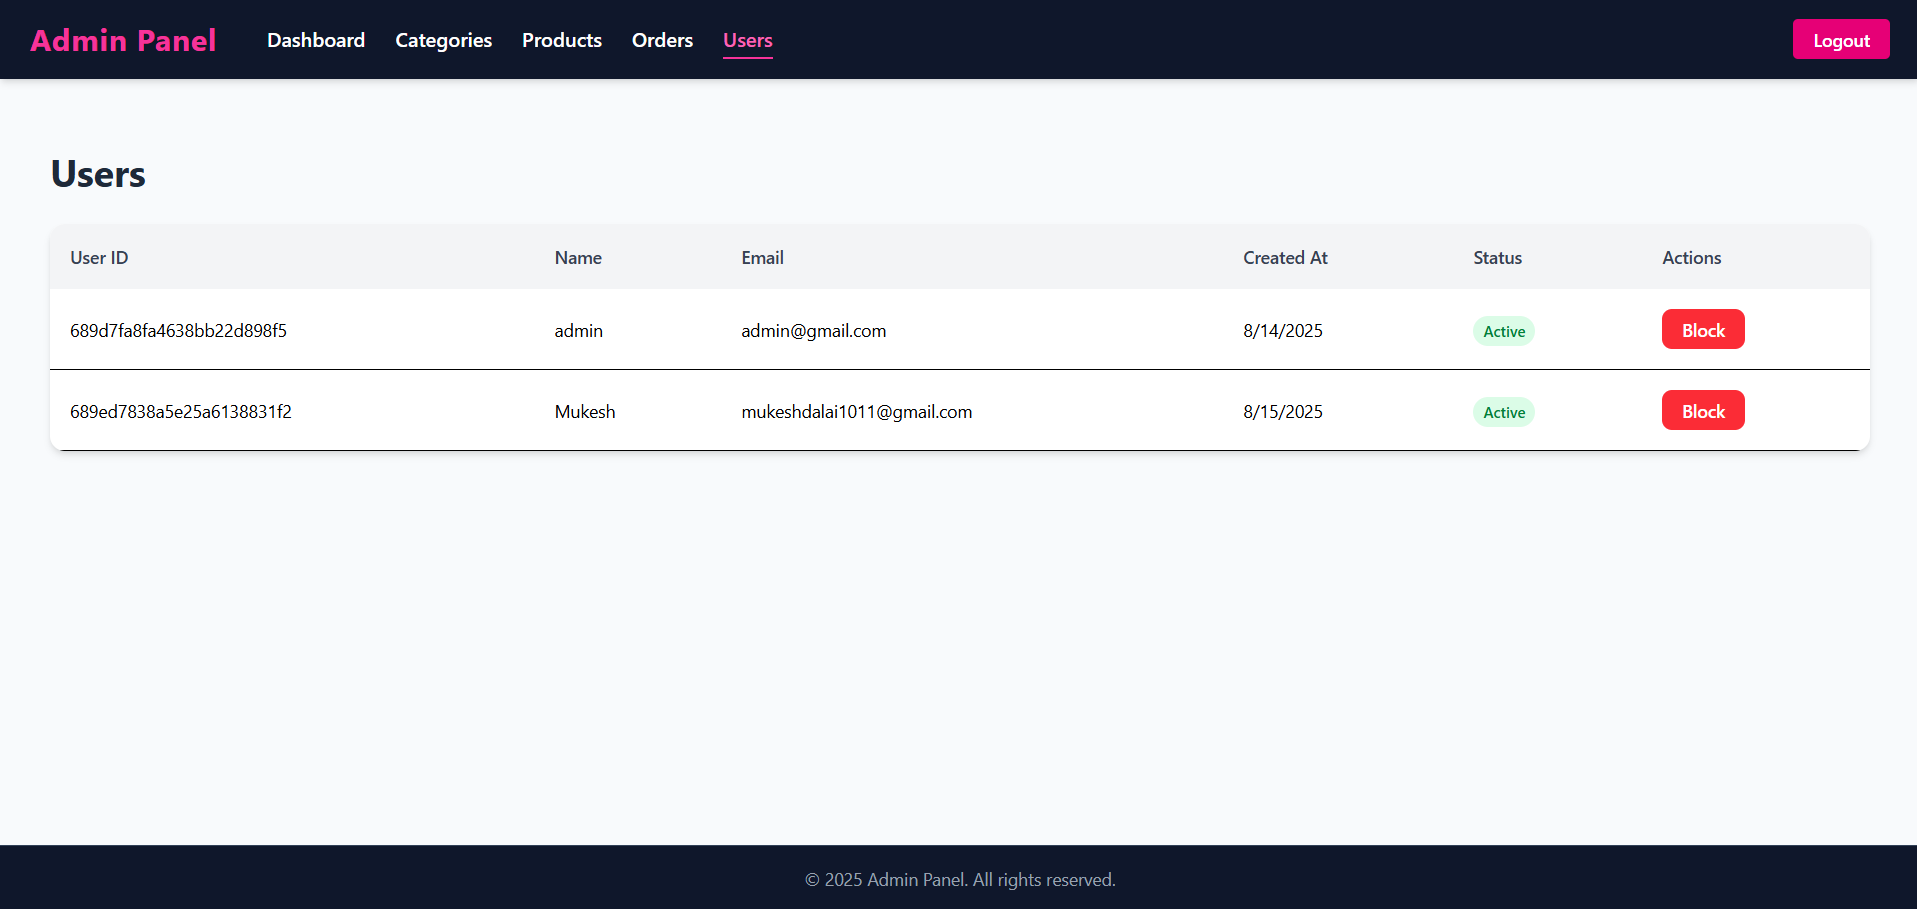 Admin Panel Dashboard Categories Products Orders Users Logout
Users
User ID Name Email Created At Status Actions
689d7fa8fa4638bb22d898f5 admin admin@gmail.com 8/14/2025 Active Block
689ed7838a5e25a6138831f2 Mukesh mukeshdalai1011@gmail.com 8/15/2025 Active Block
© 2025 Admin Panel. All rights reserved.